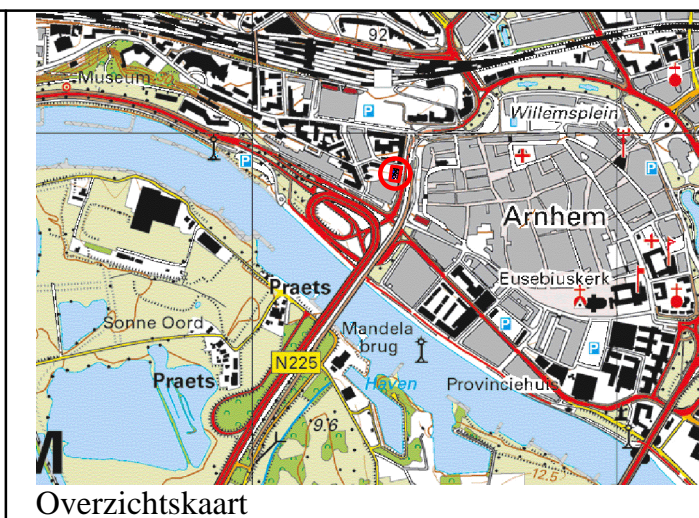 92
Museum
P
Willemsplein
P
P
Arnhem
Eusebiuskerk
Praets
Sonne Oord
Mandela
brug
P
P
N225
Praets
Haven
Provinciehuis
9.6
M
12.5
Overzichtskaart